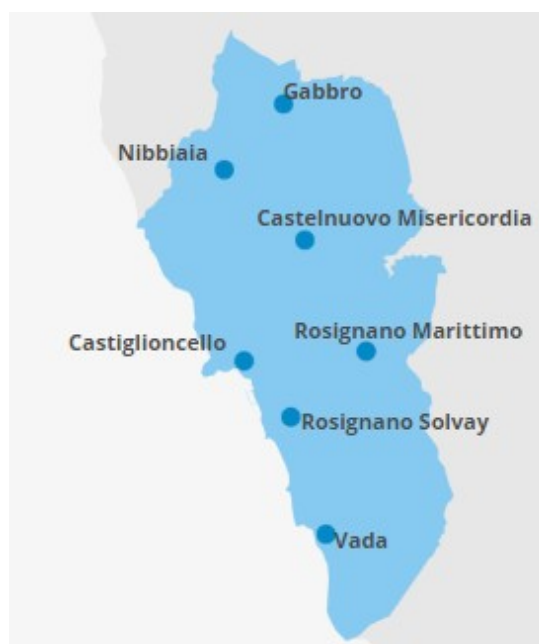 Gabbro
Nibbiaia
Castelnuovo Misericordia
Rosignano Marittimo
Castiglioncello
Rosignano Solvay
Vada